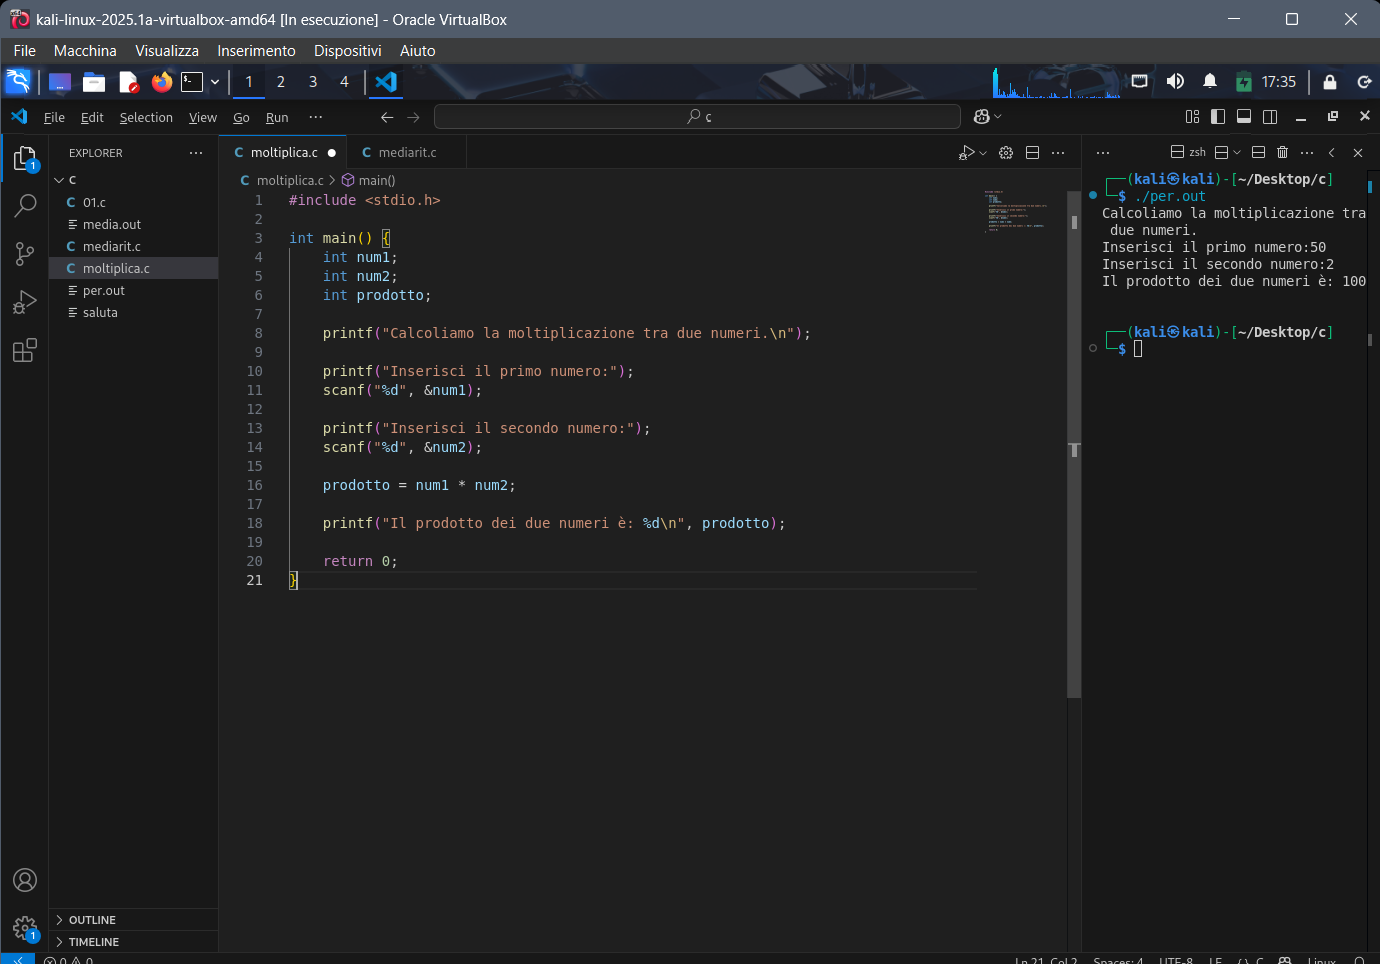 kali-linux-2025.1a-virtualbox-amd64 [In esecuzione] - Oracle VirtualBox
File Macchina Visualizza Inserimento Dispositivi Aiuto
1 2 3 4 17:35
File Edit Selection View Go Run ··· c
EXPLORER
C
01.c
media.out
mediarit.c
moltiplica.c
per.out
saluta
OUTLINE
TIMELINE
moltiplica.c mediarit.c
moltiplica.c > main()
1 #include <stdio.h>
2
3 int main() {
4 int num1;
5 int num2;
6 int prodotto;
7
8 printf("Calcoliamo la moltiplicazione tra due numeri.\n");
9
10 printf("Inserisci il primo numero:");
11 scanf("%d", &num1);
12
13 printf("Inserisci il secondo numero:");
14 scanf("%d", &num2);
15
16 prodotto = num1 * num2;
17
18 printf("Il prodotto dei due numeri è: %d\n", prodotto);
19
20 return 0;
21 }
zsh
(kali㉿kali)-[~/Desktop/c]
$ ./per.out
Calcoliamo la moltiplicazione tra
due numeri.
Inserisci il primo numero:50
Inserisci il secondo numero:2
Il prodotto dei due numeri è: 100
(kali㉿kali)-[~/Desktop/c]
$
0 0 Ln 21, Col 2 Spaces: 4 UTF-8 LF {} C Linux